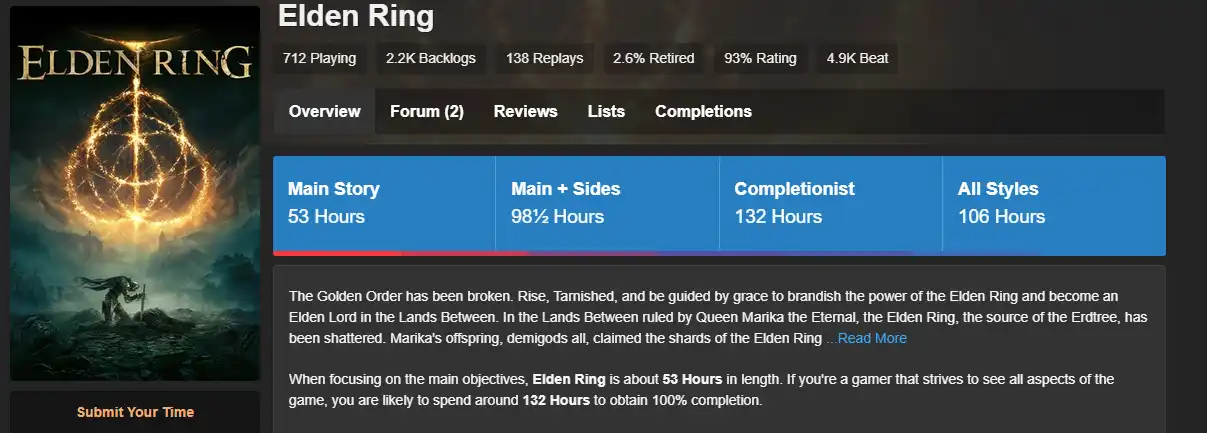 Elden Ring
ELDEN RING
712 Playing 2.2K Backlogs 138 Replays 2.6% Retired 93% Rating 4.9K Beat
Overview Forum (2) Reviews Lists Completions
Main Story Main + Sides Completionist All Styles
53 Hours 98½ Hours 132 Hours 106 Hours
The Golden Order has been broken. Rise, Tarnished, and be guided by grace to brandish the power of the Elden Ring and become an
Elden Lord in the Lands Between. In the Lands Between ruled by Queen Marika the Eternal, the Elden Ring, the source of the Erdtree, has
been shattered. Marika's offspring, demigods all, claimed the shards of the Elden Ring ...Read More
When focusing on the main objectives, Elden Ring is about 53 Hours in length. If you're a gamer that strives to see all aspects of the
game, you are likely to spend around 132 Hours to obtain 100% completion.
Submit Your Time